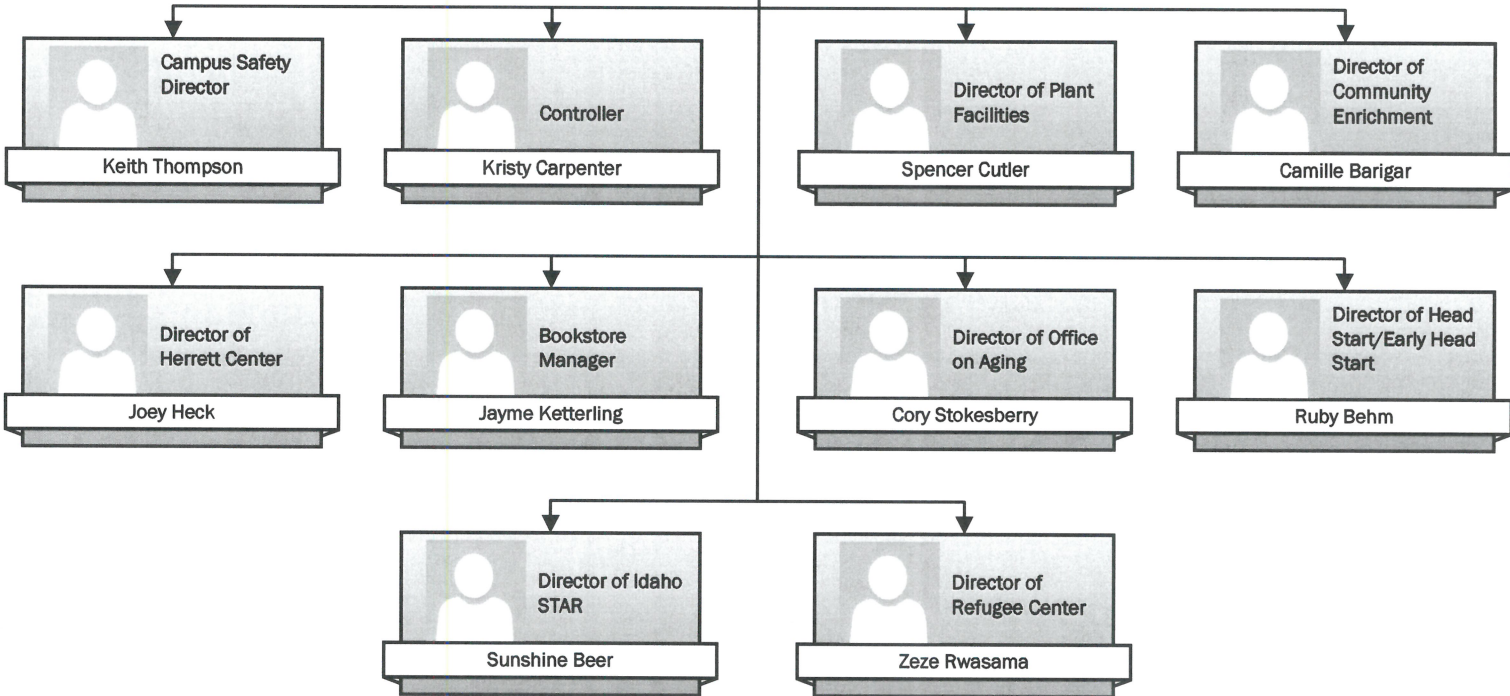 Campus Safety
Director
Keith Thompson
Controller
Kristy Carpenter
Director of Plant
Facilities
Spencer Cutler
Director of
Community
Enrichment
Camille Barigar
Director of
Herrett Center
Joey Heck
Bookstore
Manager
Jayme Ketterling
Director of Office
on Aging
Cory Stokesberry
Director of Head
Start/Early Head
Start
Ruby Behm
Director of Idaho
STAR
Sunshine Beer
Director of
Refugee Center
Zeze Rwasama